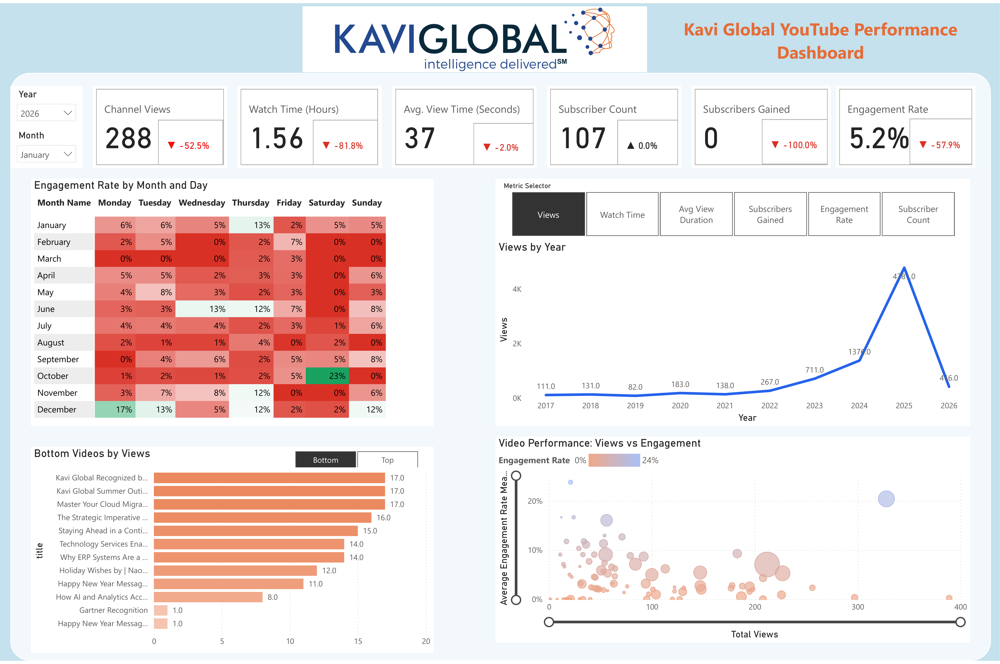 KAVIGLOBAL
intelligence delivered℠
Kavi Global YouTube Performance
Dashboard
Year
2026
Month
January
Channel Views
288
▼ -52.5%
Watch Time (Hours)
1.56
▼ -81.8%
Avg. View Time (Seconds)
37
▼ -2.0%
Subscriber Count
107
▲ 0.0%
Subscribers Gained
0
▼ -100.0%
Engagement Rate
5.2%
▼ -57.9%
Engagement Rate by Month and Day
Month Name Monday Tuesday Wednesday Thursday Friday Saturday Sunday
January 6% 6% 5% 13% 2% 5% 5%
February 2% 5% 0% 2% 7% 0% 0%
March 0% 0% 0% 2% 3% 0% 0%
April 5% 5% 2% 3% 3% 0% 6%
May 4% 8% 3% 2% 3% 0% 3%
June 3% 3% 13% 12% 7% 0% 8%
July 4% 4% 4% 2% 3% 1% 6%
August 2% 1% 1% 4% 0% 2% 0%
September 0% 4% 6% 2% 5% 5% 8%
October 1% 2% 1% 2% 5% 23% 0%
November 3% 7% 8% 12% 0% 0% 6%
December 17% 13% 5% 12% 2% 2% 12%
Metric Selector
Views
Watch Time
Avg View
Duration
Subscribers
Gained
Engagement
Rate
Subscriber
Count
Views by Year
Views
4K
2K
0K
111.0 131.0 82.0 183.0 138.0 267.0 711.0 1376.0
2017 2018 2019 2020 2021 2022 2023 2024 2025 2026
Year
Bottom Videos by Views
Bottom Top
title
Kavi Global Recognized b... 17.0
Kavi Global Summer Outi... 17.0
Master Your Cloud Migra... 17.0
The Strategic Imperative ... 16.0
Staying Ahead in a Conti... 15.0
Technology Services Ena... 14.0
Why ERP Systems Are a ... 14.0
Holiday Wishes by | Nao... 12.0
Happy New Year Messag... 11.0
How AI and Analytics Acc... 8.0
Gartner Recognition 1.0
Happy New Year Messag... 1.0
0 5 10 15 20
Video Performance: Views vs Engagement
Engagement Rate 0% 24%
Average Engagement Rate Mea...
20%
10%
0%
0 100 200 300 400
Total Views